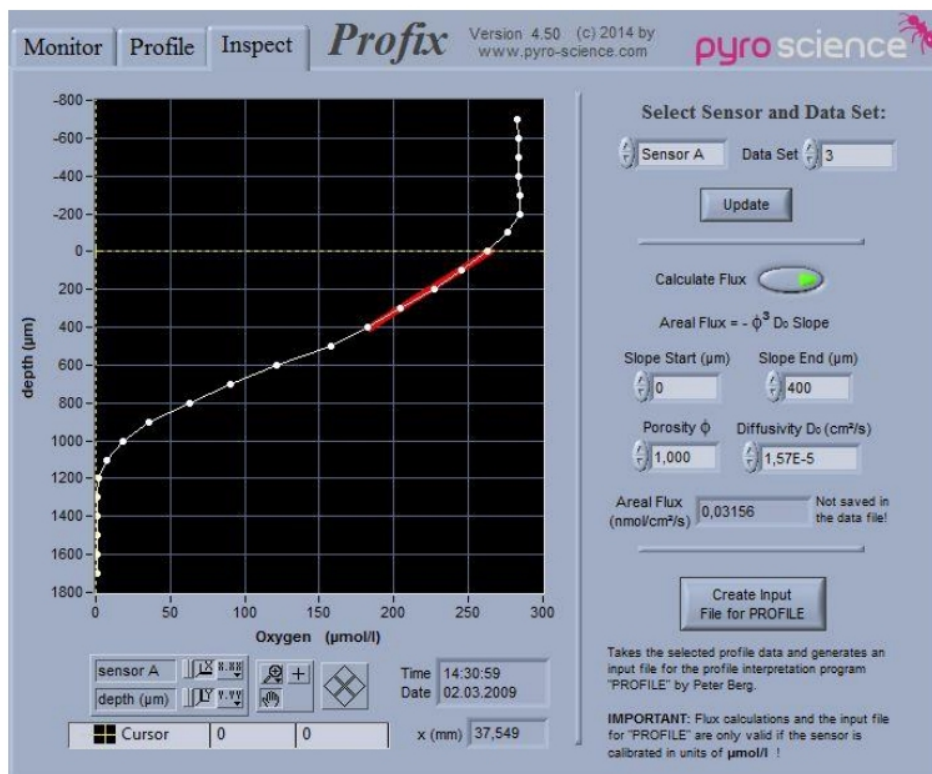 Monitor
Profile
Inspect
Profix
Version 4.50 (c) 2014 by
www.pyro-science.com
pyro science
-800
-600
-400
-200
0
200
400
600
800
1000
1200
1400
1600
1800
depth (µm)
0 50 100 150 200 250 300
Oxygen (µmol/l)
sensor A
X 8.88
depth (µm)
Y Y.YY
Time 14:30:59
Date 02.03.2009
Cursor 0 0
x (mm) 37,549
Select Sensor and Data Set:
Sensor A Data Set 3
Update
Calculate Flux
Areal Flux = - ϕ³ D₀ Slope
Slope Start (µm) Slope End (µm)
0 400
Porosity ϕ Diffusivity D₀ (cm²/s)
1,000 1,57E-5
Areal Flux
(nmol/cm²/s)
0,03156
Not saved in
the data file!
Create Input
File for PROFILE
Takes the selected profile data and generates an
input file for the profile interpretation program
"PROFILE" by Peter Berg.
IMPORTANT: Flux calculations and the input file
for "PROFILE" are only valid if the sensor is
calibrated in units of µmol/l !